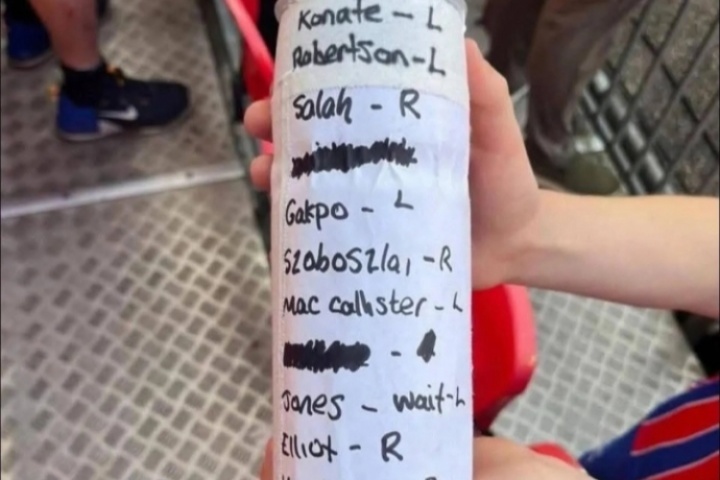 Konate - L
Robertson - L
Salah - R
Gakpo - L
Szoboszlai - R
Mac callister - L
-
Jones - wait - L
Elliot - R